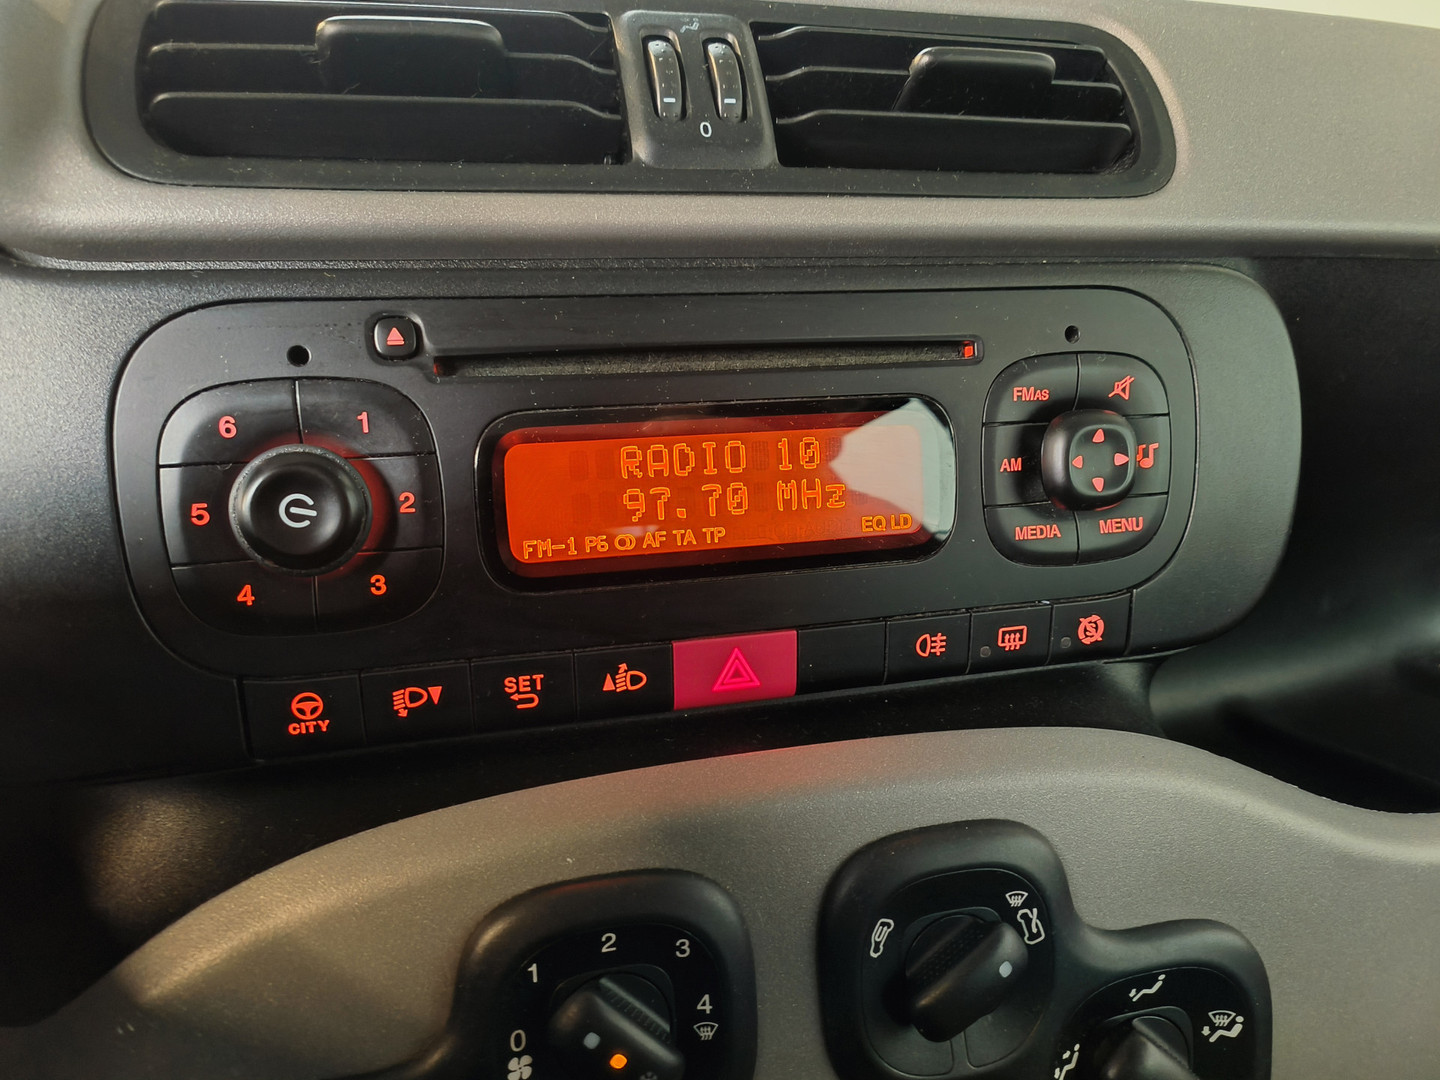 0
6
1
5
2
4
3
RADIO 10
97.70 MHz
FM-1 P6 AF TA TP
EQ LD
FMAS
AM
MEDIA
MENU
CITY
SET
S
0
1
2
3
4